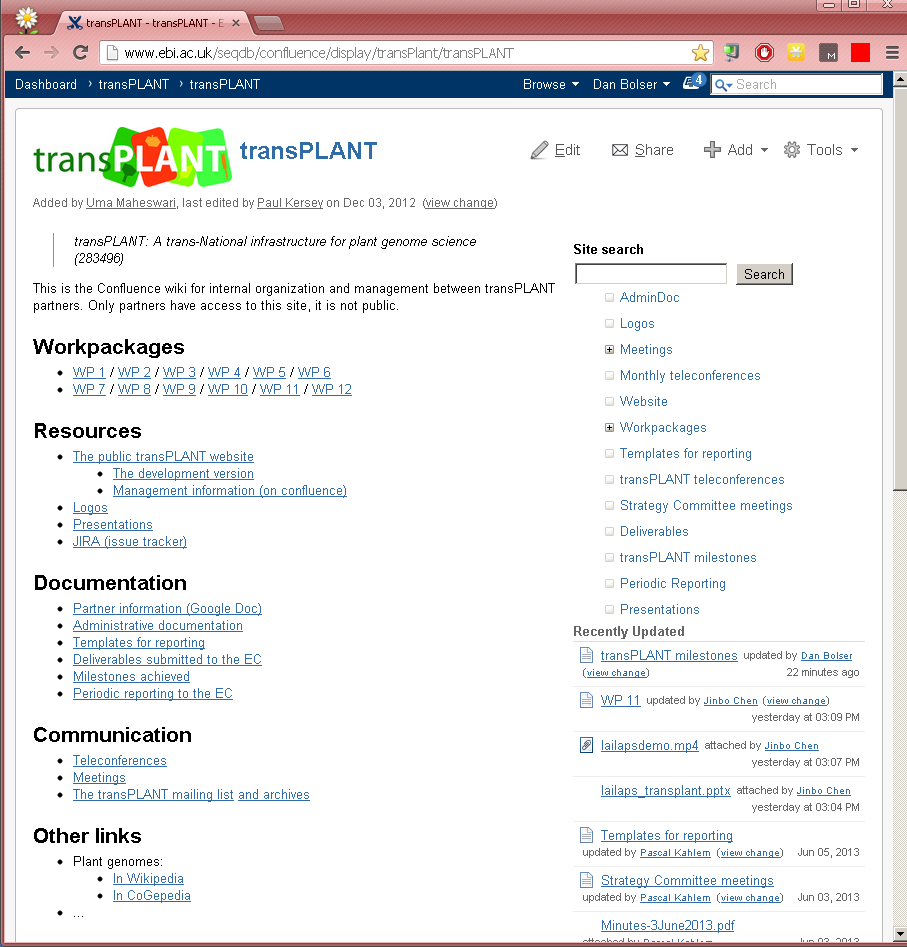 transPLANT - transPLANT - E
www.ebi.ac.uk/seqdb/confluence/display/transPlant/transPLANT
Dashboard › transPLANT › transPLANT Browse Dan Bolser 4 Search
transPLANT transPLANT Edit Share Add Tools
Added by Uma Maheswari, last edited by Paul Kersey on Dec 03, 2012 (view change)
transPLANT: A trans-National infrastructure for plant genome science
(283496)
This is the Confluence wiki for internal organization and management between transPLANT
partners. Only partners have access to this site, it is not public.
Workpackages
WP 1 / WP 2 / WP 3 / WP 4 / WP 5 / WP 6
WP 7 / WP 8 / WP 9 / WP 10 / WP 11 / WP 12
Resources
The public transPLANT website
The development version
Management information (on confluence)
Logos
Presentations
JIRA (issue tracker)
Documentation
Partner information (Google Doc)
Administrative documentation
Templates for reporting
Deliverables submitted to the EC
Milestones achieved
Periodic reporting to the EC
Communication
Teleconferences
Meetings
The transPLANT mailing list and archives
Other links
Plant genomes:
In Wikipedia
In CoGepedia
...
Site search
Search
AdminDoc
Logos
Meetings
Monthly teleconferences
Website
Workpackages
Templates for reporting
transPLANT teleconferences
Strategy Committee meetings
Deliverables
transPLANT milestones
Periodic Reporting
Presentations
Recently Updated
transPLANT milestones updated by Dan Bolser
(view change) 22 minutes ago
WP 11 updated by Jinbo Chen (view change)
yesterday at 03:09 PM
lailapsdemo.mp4 attached by Jinbo Chen
yesterday at 03:07 PM
lailaps_transplant.pptx attached by Jinbo Chen
yesterday at 03:04 PM
Templates for reporting
updated by Pascal Kahlem (view change) Jun 05, 2013
Strategy Committee meetings
updated by Pascal Kahlem (view change) Jun 03, 2013
Minutes-3June2013.pdf
attached by Pascal Kahlem Jun 03, 2013